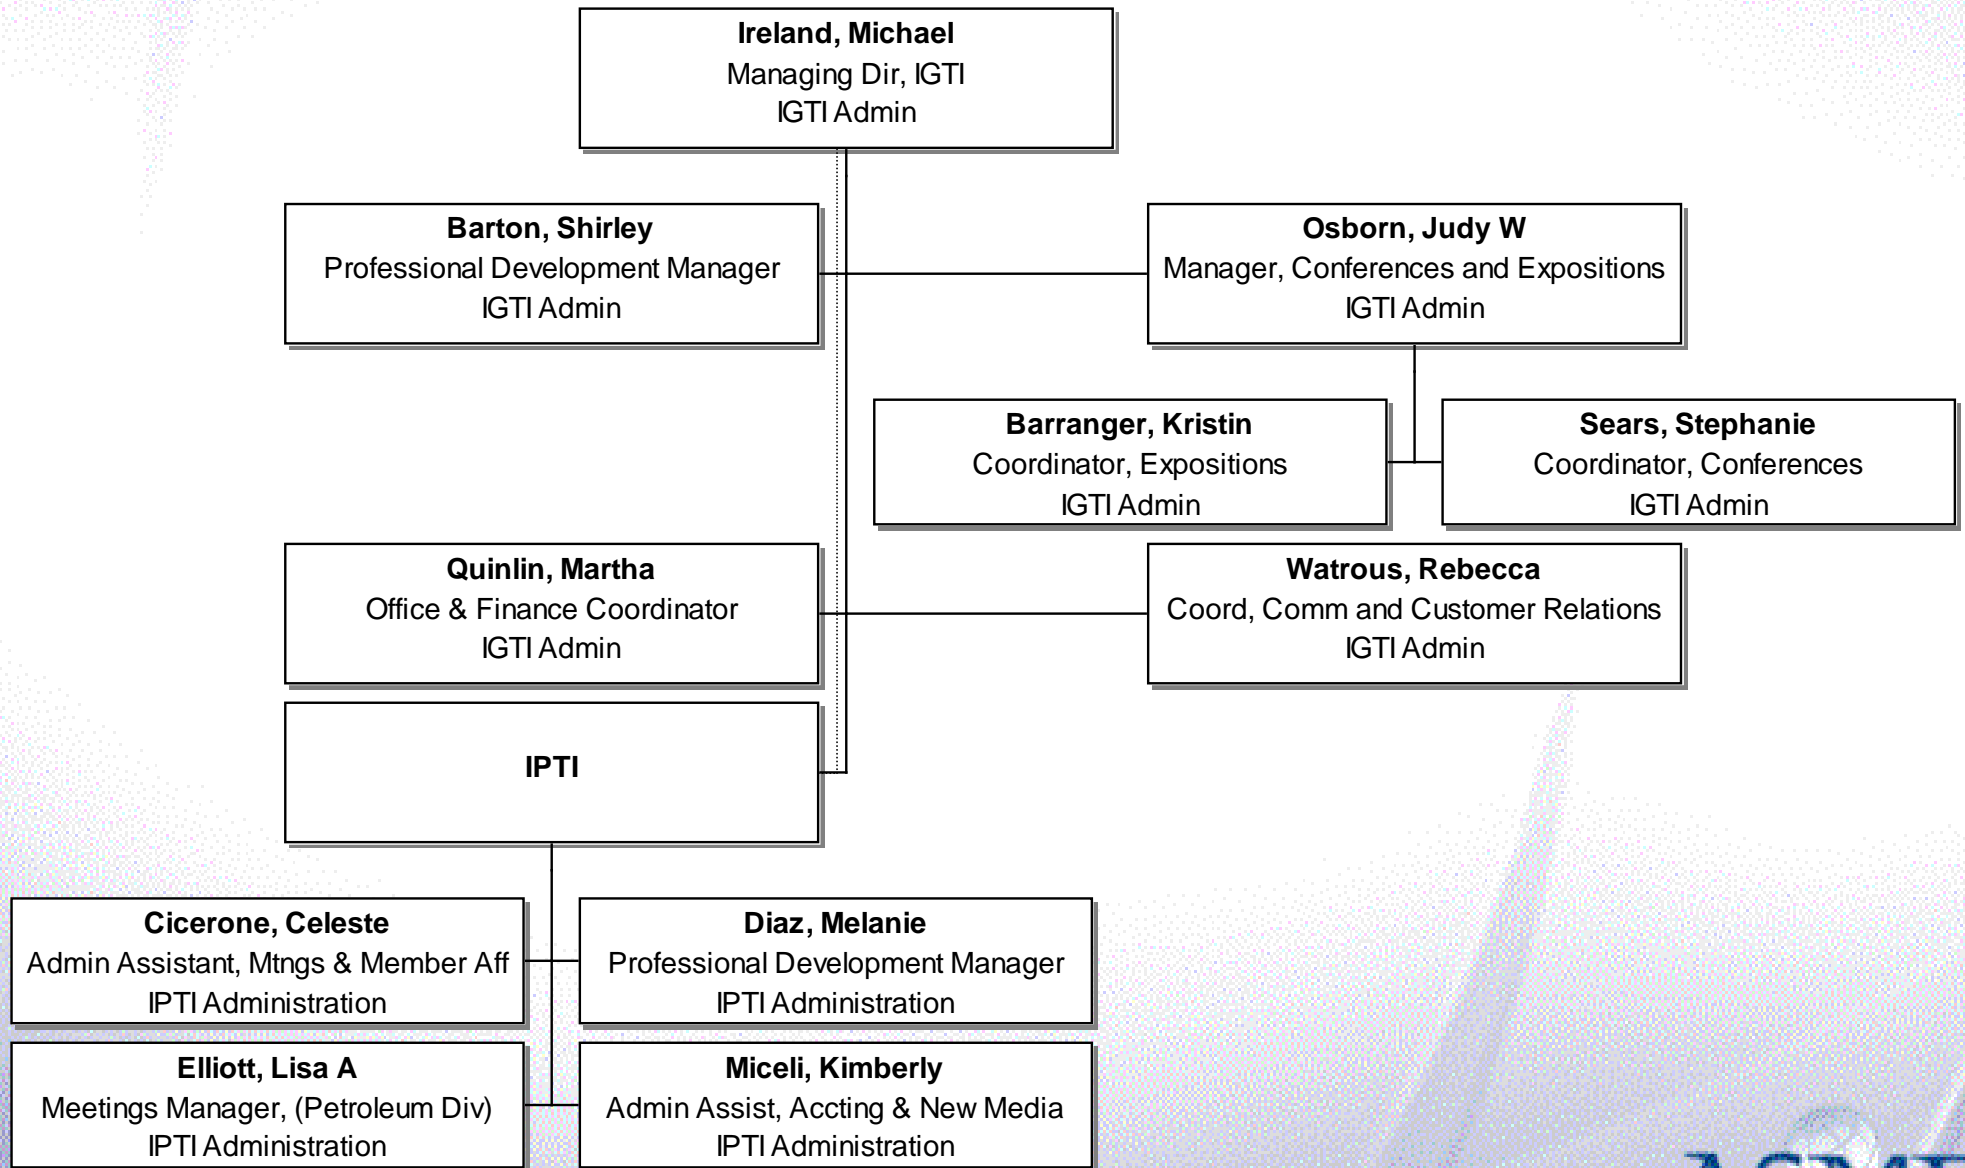 Ireland, Michael
Managing Dir, IGTI
IGTI Admin
Barton, Shirley
Professional Development Manager
IGTI Admin
Osborn, Judy W
Manager, Conferences and Expositions
IGTI Admin
Barranger, Kristin
Coordinator, Expositions
IGTI Admin
Sears, Stephanie
Coordinator, Conferences
IGTI Admin
Quinlin, Martha
Office & Finance Coordinator
IGTI Admin
Watrous, Rebecca
Coord, Comm and Customer Relations
IGTI Admin
IPTI
Cicerone, Celeste
Admin Assistant, Mtngs & Member Aff
IPTI Administration
Diaz, Melanie
Professional Development Manager
IPTI Administration
Elliott, Lisa A
Meetings Manager, (Petroleum Div)
IPTI Administration
Miceli, Kimberly
Admin Assist, Accting & New Media
IPTI Administration